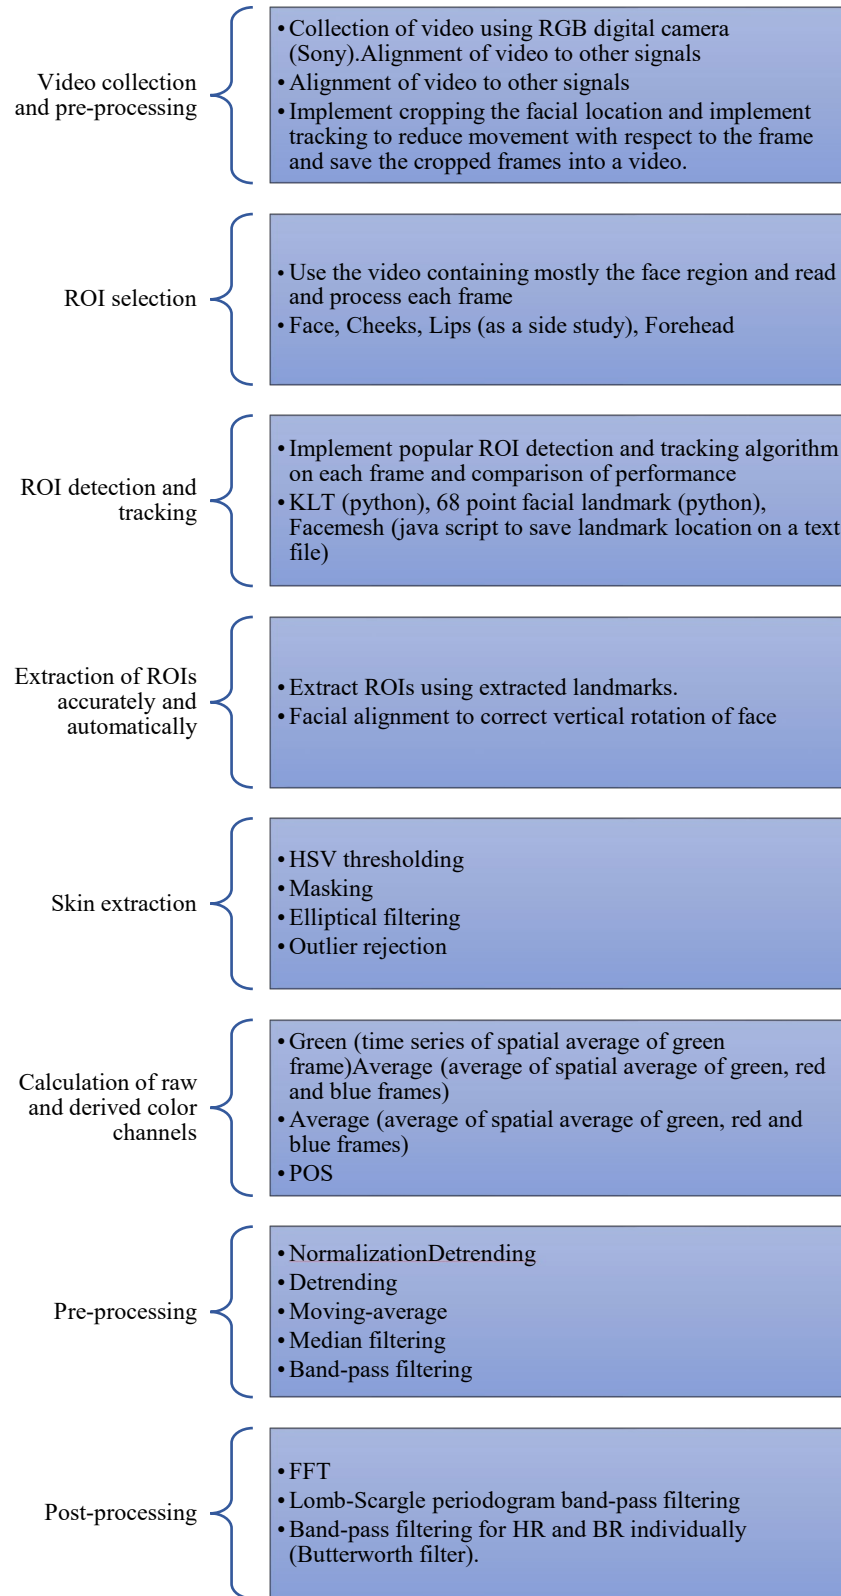 Video collection
and pre-processing
• Collection of video using RGB digital camera
(Sony).Alignment of video to other signals
• Alignment of video to other signals
• Implement cropping the facial location and implement
tracking to reduce movement with respect to the frame
and save the cropped frames into a video.
ROI selection
• Use the video containing mostly the face region and read
and process each frame
• Face, Cheeks, Lips (as a side study), Forehead
ROI detection and
tracking
• Implement popular ROI detection and tracking algorithm
on each frame and comparison of performance
• KLT (python), 68 point facial landmark (python),
Facemesh (java script to save landmark location on a text
file)
Extraction of ROIs
accurately and
automatically
• Extract ROIs using extracted landmarks.
• Facial alignment to correct vertical rotation of face
Skin extraction
• HSV thresholding
• Masking
• Elliptical filtering
• Outlier rejection
Calculation of raw
and derived color
channels
• Green (time series of spatial average of green
frame)Average (average of spatial average of green, red
and blue frames)
• Average (average of spatial average of green, red and
blue frames)
• POS
Pre-processing
• NormalizationDetrending
• Detrending
• Moving-average
• Median filtering
• Band-pass filtering
Post-processing
• FFT
• Lomb-Scargle periodogram band-pass filtering
• Band-pass filtering for HR and BR individually
(Butterworth filter).